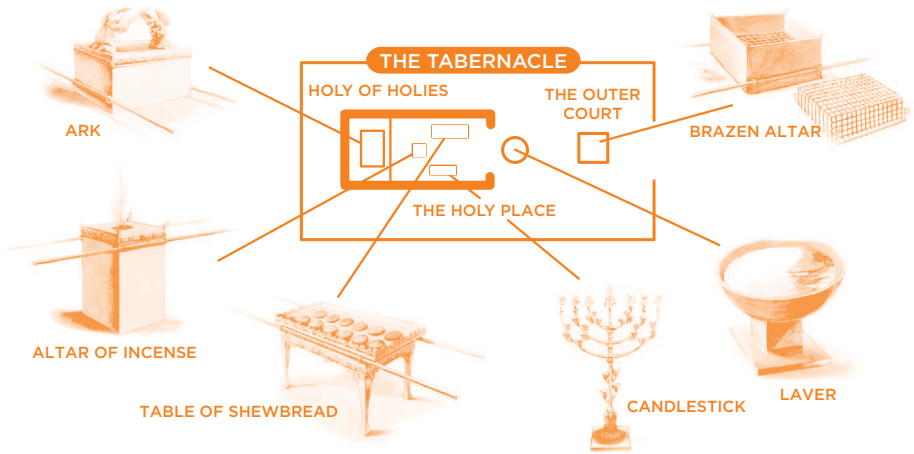 THE TABERNACLE
HOLY OF HOLIES
THE OUTER
COURT
ARK
BRAZEN ALTAR
THE HOLY PLACE
ALTAR OF INCENSE
TABLE OF SHEWBREAD
CANDLESTICK
LAVER